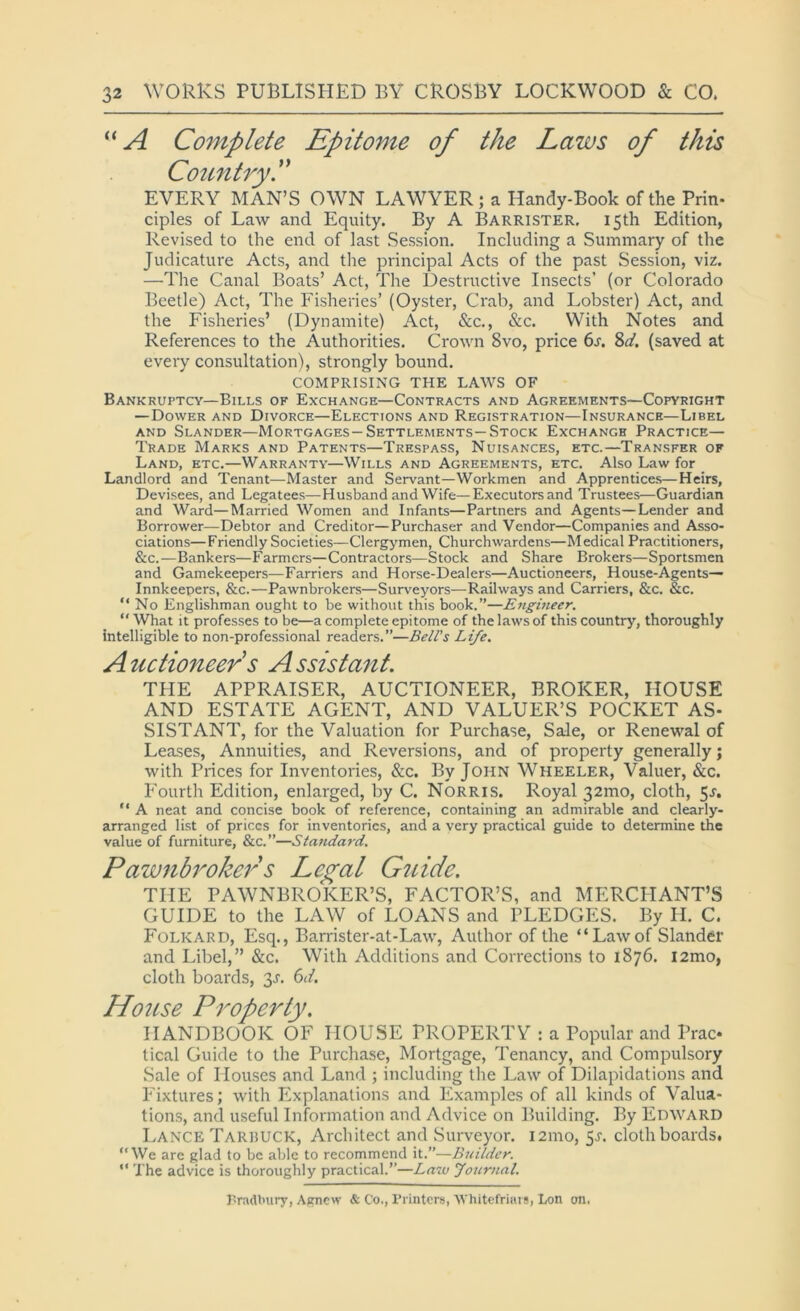 32 WORKS PUBLISHED BY CROSBY LOCKWOOD & CO.
“A Complete Epitome of the Laws of this
Country.”
EVERY MAN’S OWN LAWYER; a Handy-Book of the Prin-
ciples of Law and Equity. By A BARRISTER. 15th Edition,
Revised to the end of last Session. Including a Summary of the
Judicature Acts, and the principal Acts of the past Session, viz.
—The Canal Boats’ Act, The Destructive Insects’ (or Colorado
Beetle) Act, The Fisheries’ (Oyster, Crab, and Lobster) Act, and
the Fisheries’ (Dynamite) Act, &c., &c. With Notes and
References to the Authorities. Crown 8vo, price 6s. 8d. (saved at
every consultation), strongly bound.
COMPRISING THE LAWS OF
BANKRUPTCY—BILLS OF EXCHANGE—CONTRACTS AND AGREEMENTS—COPYRIGHT
—DOWER AND DIVORCE—ELECTIONS AND REGISTRATION—INSURANCE—LIBEL
AND SLANDER—MORTGAGES—SETTLEMENTS—STOCK EXCHANGE PRACTICE—
TRADE MARKS AND PATENTS—TRESPASS, NUISANCES, ETC.—TRANSFER OF
LAND, ETC.—WARRANTY—WILLS AND AGREEMENTS, ETC. Also Law for
Landlord and Tenant—Master and Servant—Workmen and Apprentices—Heirs,
Devisees, and Legatees—Husband and Wife—Executors and Trustees—Guardian
and Ward—Married Women and Infants—Partners and Agents—Lender and
Borrower—Debtor and Creditor—Purchaser and Vendor—Companies and Asso-
ciations—Friendly Societies—Clergymen, Churchwardens—Medical Practitioners,
&c.—Bankers—Farmers—Contractors—Stock and Share Brokers—Sportsmen
and Gamekeepers—Farriers and Horse-Dealers—Auctioneers, House-Agents—
Innkeepers, &c.—Pawnbrokers—Surveyors—Railways and Carriers, &c. &c.
“No Englishman ought to be without this book.”—Engineer.
“What it professes to be—a complete epitome of the laws of this country, thoroughly
intelligible to non-professional readers.”—Bell’s Life.
Auctioneer’s Assistant.
THE APPRAISER, AUCTIONEER, BROKER, HOUSE
AND ESTATE AGENT, AND VALUER’S POCKET AS-
SISTANT, for the Valuation for Purchase, Sale, or Renewal of
Leases, Annuities, and Reversions, and of property generally;
with Prices for Inventories, &c. By JOHN WHEELER, Valuer, &c.
Fourth Edition, enlarged, by C. NORRIS. Royal 32mo, cloth, 5s.
“A neat and concise book of reference, containing an admirable and clearly-
arranged list of prices for inventories, and a very practical guide to determine the
value of furniture, &c.”—Standard.
Pawnbroker’s Legal Guide.
THE PAWNBROKER’S, FACTOR’S, and MERCHANT’S
GUIDE to the LAW of LOANS and PLEDGES. By H. C.
FOLKARD, Esq., Barrister-at-Law, Author of the “Law of Slander
and Libel,” &c. With Additions and Corrections to 1876. 12mo,
cloth boards, 3s. 6d.
House Property.
HANDBOOK OF HOUSE PROPERTY : a Popular and Prac-
tical Guide to the Purchase, Mortgage, Tenancy, and Compulsory
Sale of Houses and Land ; including the Law of Dilapidations and
Fixtures; with Explanations and Examples of all kinds of Valua-
tions, and useful Information and Advice on Building. By EDWARD
LANCE TARBUCK, Architect and Surveyor. 12mo, 5s. cloth boards.
“We are glad to be able to recommend it.”—Builder.
“The advice is thoroughly practical.”—Law Journal.
Bradbury, Agnew & Co., Printers, Whitefriars, Lon on.